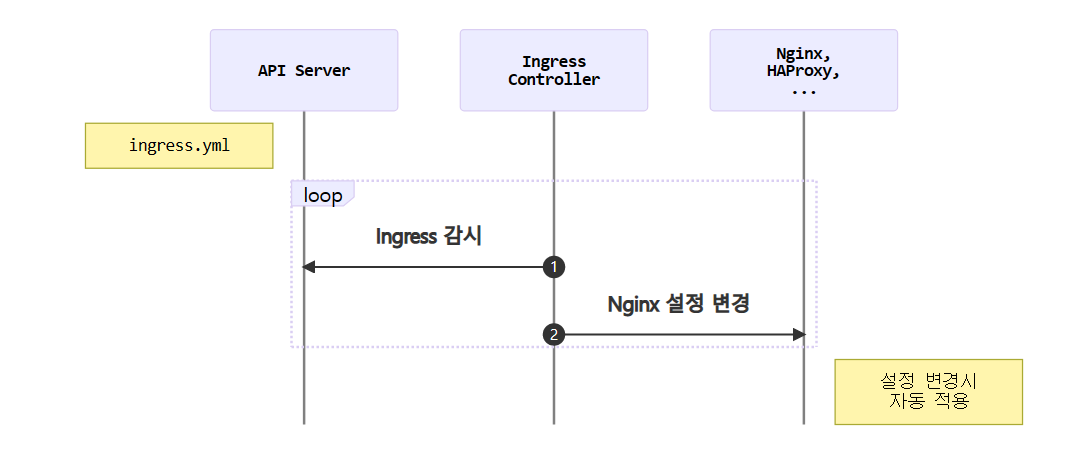 API Server
Ingress
Controller
Nginx,
HAProxy,
...
ingress.yml
loop
Ingress 감시
1
Nginx 설정 변경
2
설정 변경시
자동 적용